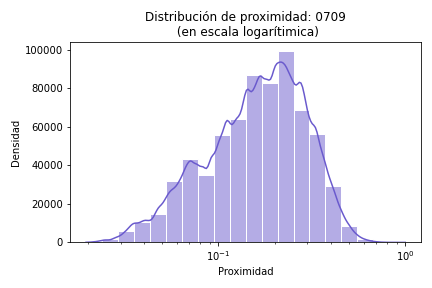 Distribución de proximidad: 0709
(en escala logarítimica)
100000
80000
60000
40000
20000
0
Densidad
10⁻¹
10⁰
Proximidad